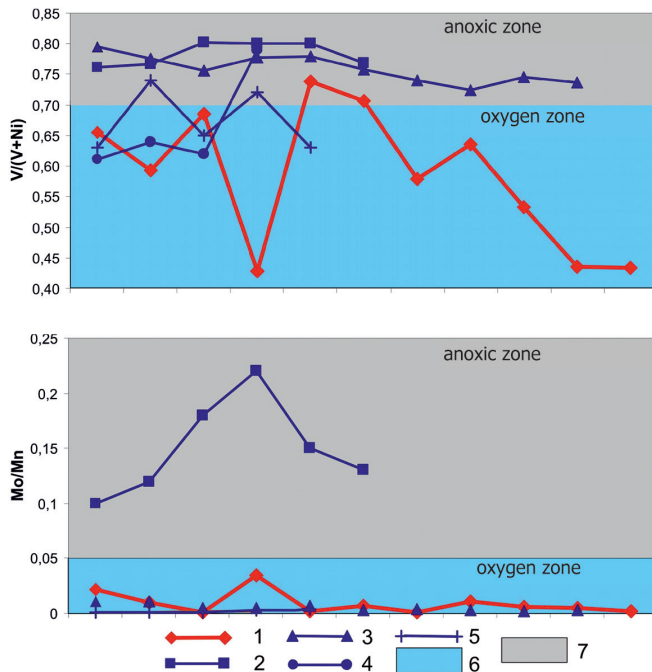 0,85
anoxic zone
0,80
0,75
0,70
oxygen zone
0,65
V/(V+Ni)
0,60
0,55
0,50
0,45
0,40
0,25
anoxic zone
0,2
0,15
Mo/Mn
0,1
0,05
oxygen zone
0
1 3 5 7
2 4 6